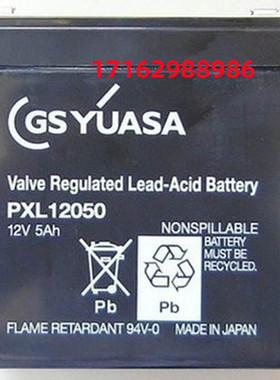 17162988986
GS YUASA
Valve Regulated Lead-Acid Battery
PXL12050
12V 5Ah
NONSPILLABLE
BATTERY MUST BE
RECYCLED.
Pb
Pb
FLAME RETARDANT 94V-0
MADE IN JAPAN